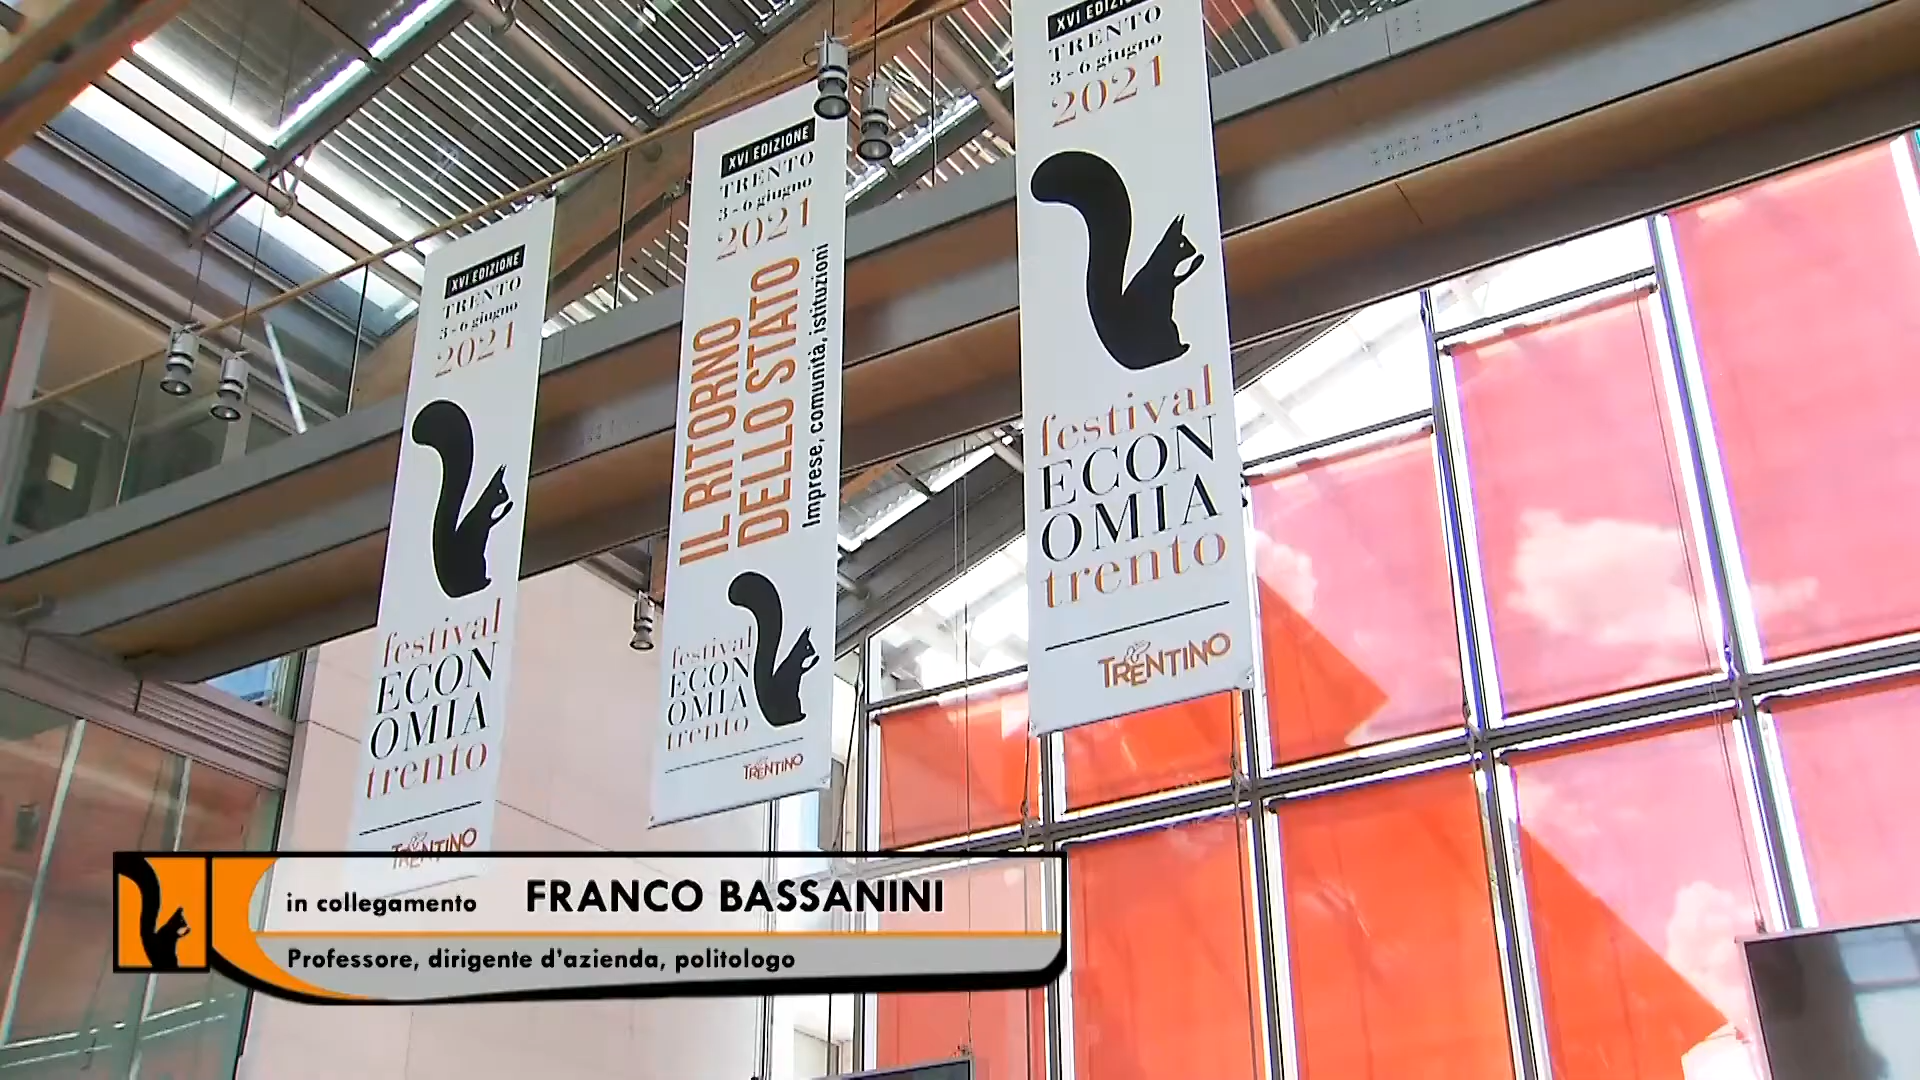 XVI EDIZIONE
TRENTO
3 - 6 giugno
2021
festival
ECON
OMIA
trento
TRENTINO
XVI EDIZIONE
TRENTO
3 - 6 giugno
2021
IL RITORNO
DELLO STATO
Imprese, comunità, istituzioni
festival
ECON
OMIA
trento
TRENTINO
XVI EDIZIONE
TRENTO
3 - 6 giugno
2021
festival
ECON
OMIA
trento
TRENTINO
in collegamento FRANCO BASSANINI
Professore, dirigente d'azienda, politologo